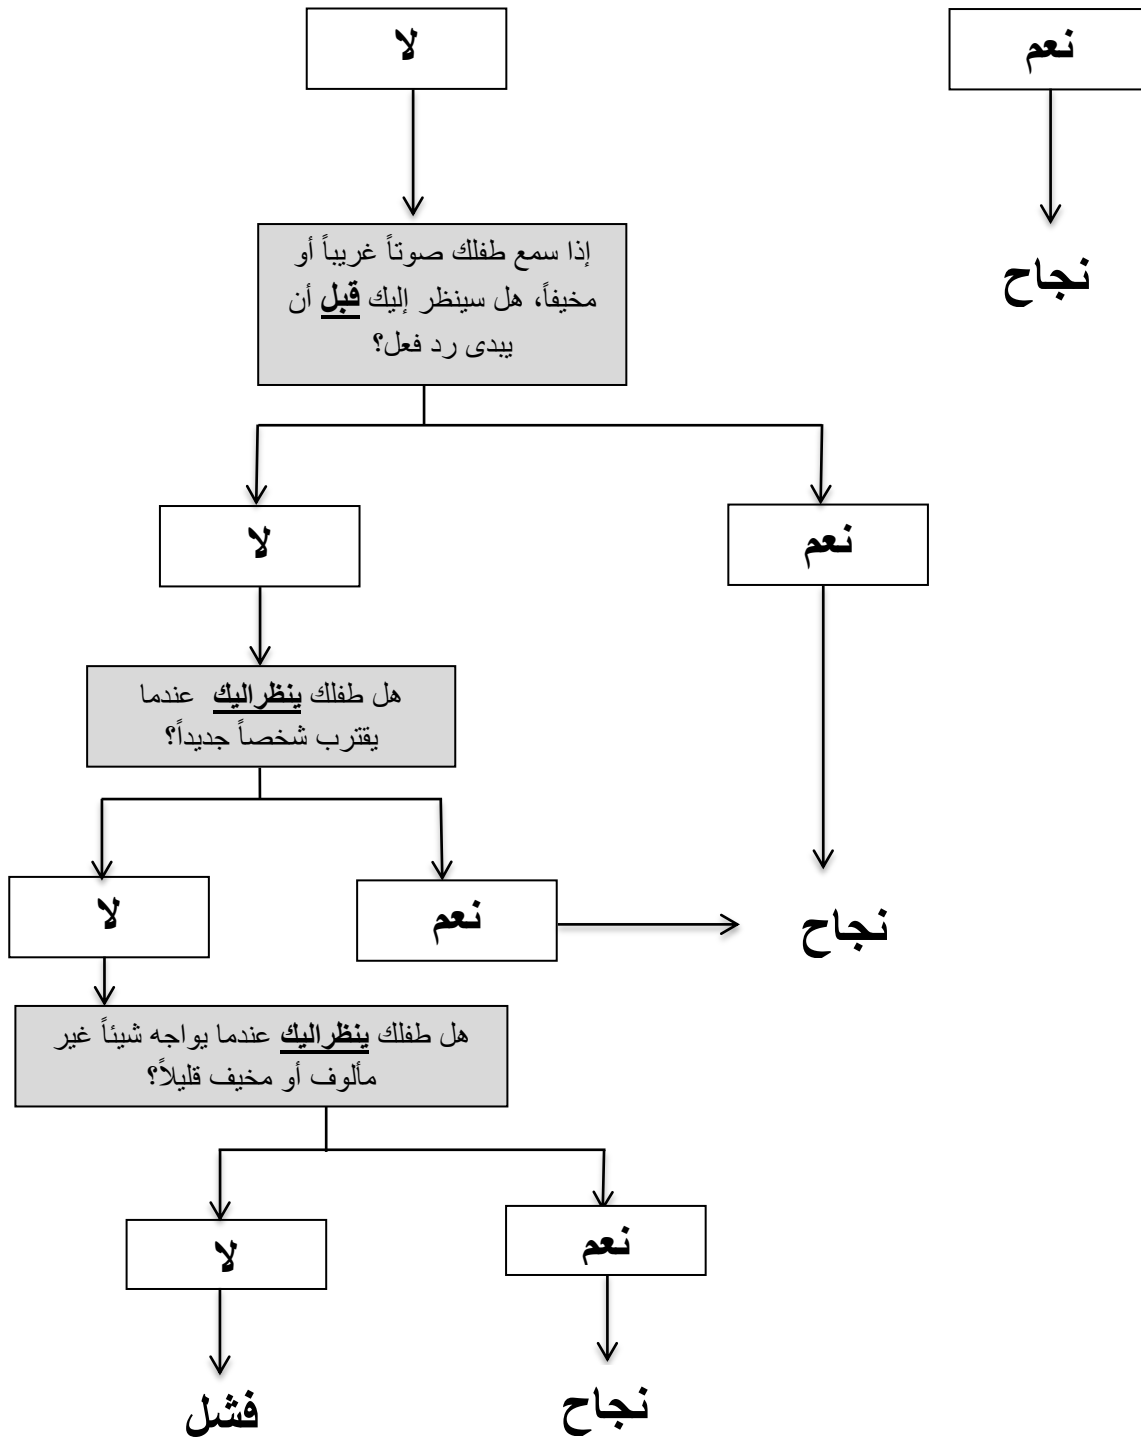 نعم
لا
نجاح
إذا سمع طفلك صوتاً غريباً أو
مخيفاً، هل سينظر إليك قبل أن
يبدى رد فعل؟
نعم
لا
هل طفلك ينظراليك عندما
يقترب شخصاً جديداً؟
نعم
لا
نجاح
هل طفلك ينظراليك عندما يواجه شيئاً غير
مألوف أو مخيف قليلاً؟
نعم
لا
نجاح
فشل